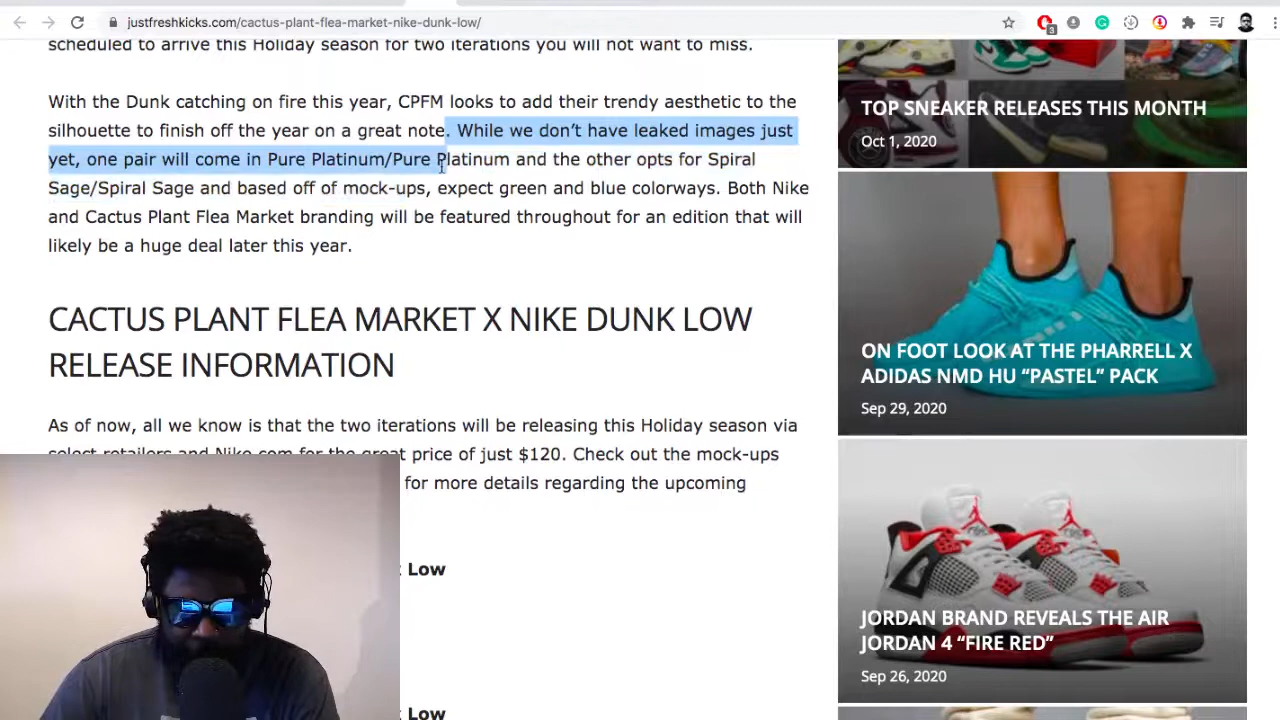 justfreshkicks.com/cactus-plant-flea-market-nike-dunk-low/
3
scheduled to arrive this Holiday season for two iterations you will not want to miss.
With the Dunk catching on fire this year, CPFM looks to add their trendy aesthetic to the
silhouette to finish off the year on a great note. While we don’t have leaked images just
yet, one pair will come in Pure Platinum/Pure Platinum and the other opts for Spiral
Sage/Spiral Sage and based off of mock-ups, expect green and blue colorways. Both Nike
and Cactus Plant Flea Market branding will be featured throughout for an edition that will
likely be a huge deal later this year.
CACTUS PLANT FLEA MARKET X NIKE DUNK LOW
RELEASE INFORMATION
As of now, all we know is that the two iterations will be releasing this Holiday season via
select retailers and Nike.com for the great price of just $120. Check out the mock-ups
for more details regarding the upcoming
Low
Low
TOP SNEAKER RELEASES THIS MONTH
Oct 1, 2020
ON FOOT LOOK AT THE PHARRELL X
ADIDAS NMD HU “PASTEL” PACK
Sep 29, 2020
JORDAN BRAND REVEALS THE AIR
JORDAN 4 “FIRE RED”
Sep 26, 2020